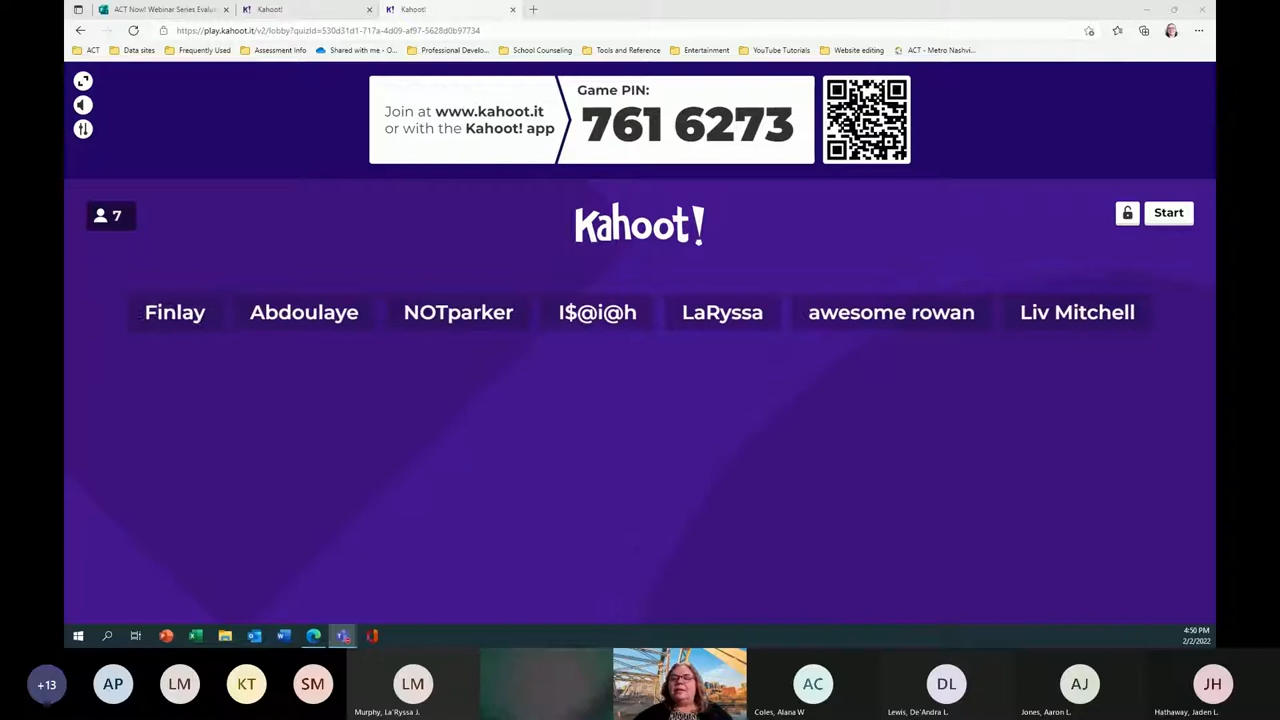 ACT Now! Webinar Series Evalua
Kahoot!
Kahoot!
https://play.kahoot.it/v2/lobby?quizId=530d31d1-717a-4d09-af97-5628d0b97734
ACT
Data sites
Frequently Used
Assessment Info
Shared with me - O...
Professional Develo...
School Counseling
Tools and Reference
Entertainment
YouTube Tutorials
Website editing
ACT - Metro Nashvi...
Join at www.kahoot.it
or with the Kahoot! app
Game PIN:
761 6273
7
Kahoot!
Start
Finlay
Abdoulaye
NOTparker
I$@i@h
LaRyssa
awesome rowan
Liv Mitchell
4:50 PM
2/2/2022
+13
AP
LM
KT
SM
LM
Murphy, La'Ryssa J.
AC
Coles, Alana W
DL
Lewis, De'Andra L.
AJ
Jones, Aaron L.
JH
Hathaway, Jaden L.